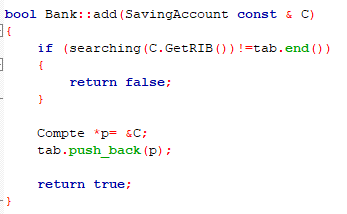 bool Bank::add(SavingAccount const & C)
{
    if (searching(C.GetRIB())!=tab.end())
    {
        return false;
    }
    Compte *p= &C;
    tab.push_back(p);
    return true;
}